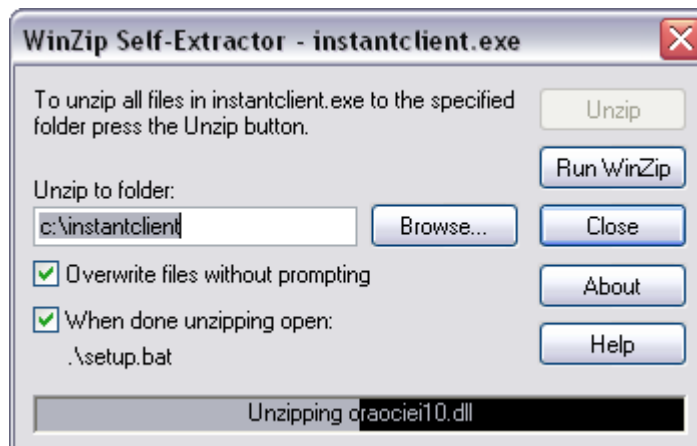 WinZip Self-Extractor - instantclient.exe
To unzip all files in instantclient.exe to the specified
folder press the Unzip button.
Unzip
Run WinZip
Unzip to folder:
c:\instantclient
Browse...
Close
Overwrite files without prompting
About
When done unzipping open:
.\setup.bat
Help
Unzipping oraociei10.dll